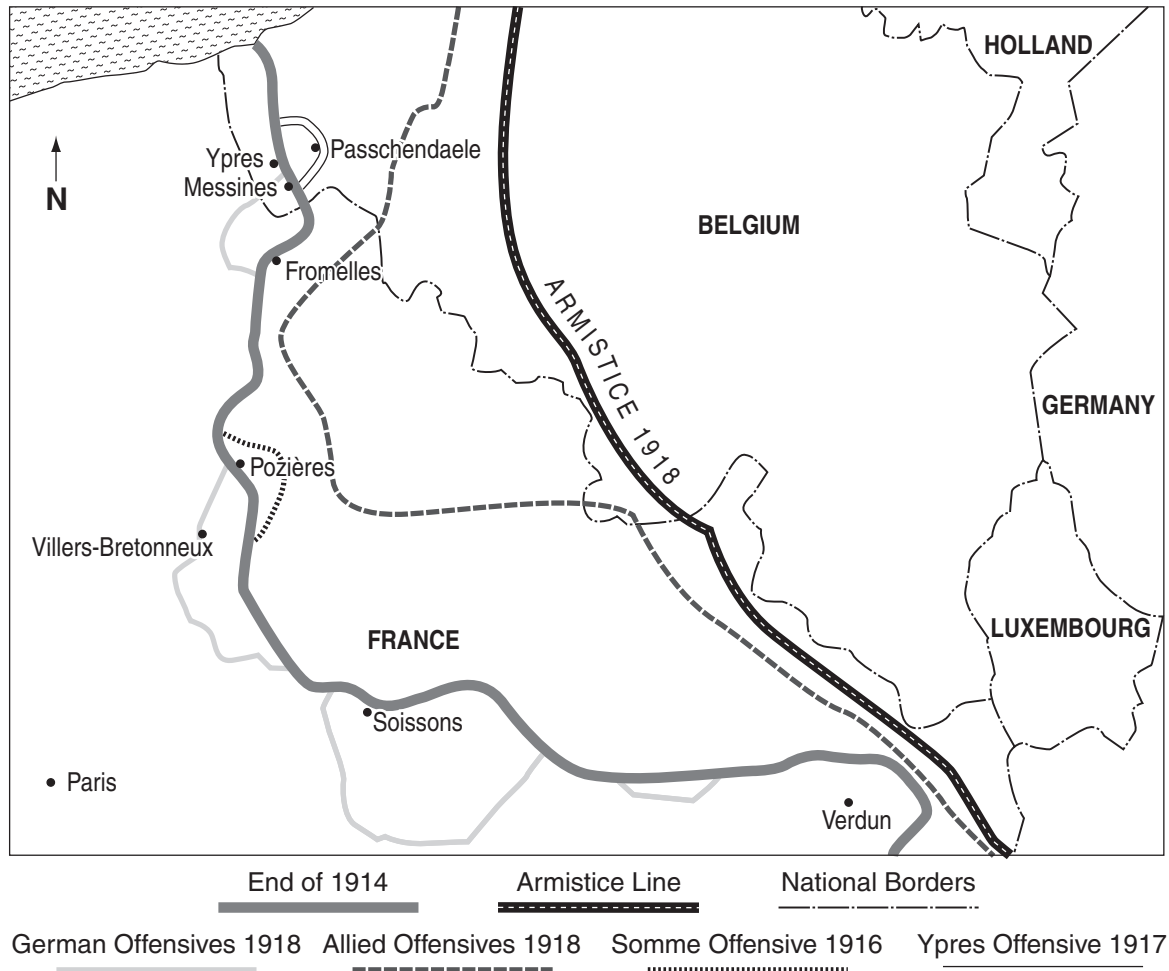 HOLLAND
Passchendaele
Ypres
Messines
N
BELGIUM
Fromelles
ARMISTICE 1918
GERMANY
Pozières
Villers-Bretonneux
FRANCE
LUXEMBOURG
Soissons
Paris
Verdun
End of 1914 Armistice Line National Borders
German Offensives 1918 Allied Offensives 1918 Somme Offensive 1916 Ypres Offensive 1917